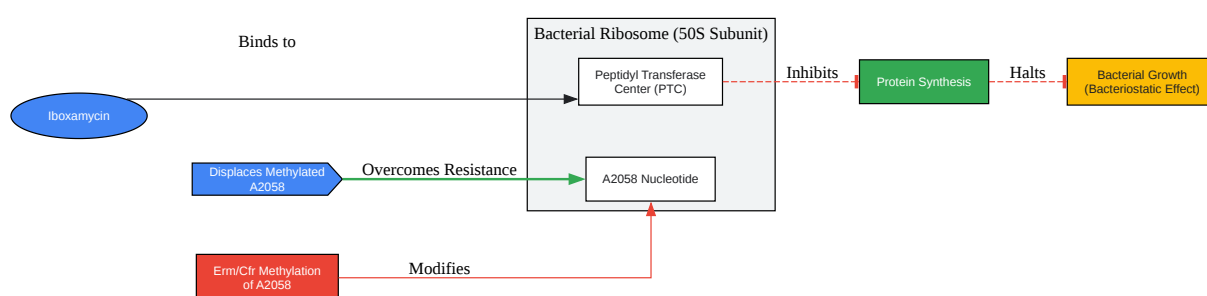 Binds to
Iboxamycin
Bacterial Ribosome (50S Subunit)
Peptidyl Transferase
Center (PTC)
Inhibits
Protein Synthesis
Halts
Bacterial Growth
(Bacteriostatic Effect)
Displaces Methylated
A2058
Overcomes Resistance
A2058 Nucleotide
Erm/Cfr Methylation
of A2058
Modifies